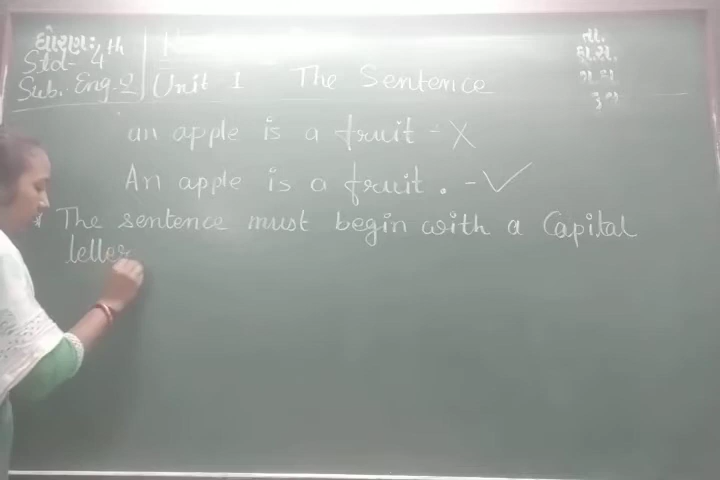 ધોરણઃ
Std- 4th
Sub. Eng. G
Unit 1 The Sentence
તા.
હા.સં.
ગે.હા.
કુલ
an apple is a fruit - X
An apple is a fruit. - ✓
* The sentence must begin with a Capital
letter